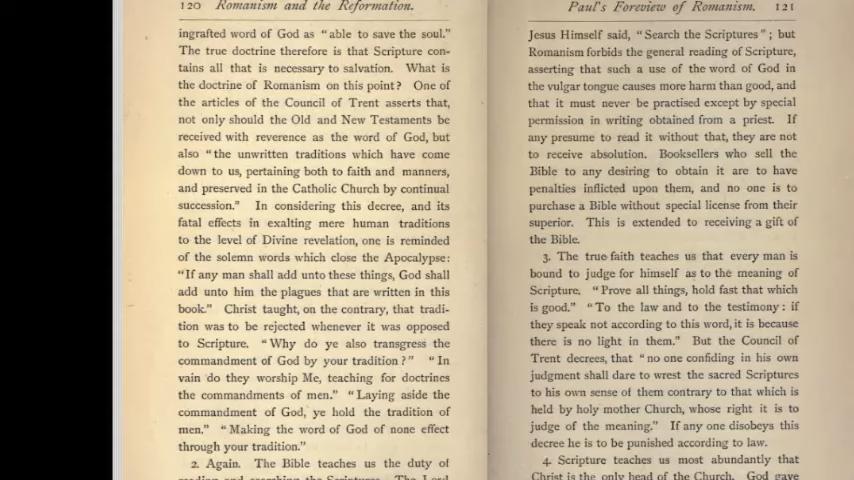 120 Romanism and the Reformation.
ingrafted word of God as "able to save the soul."
The true doctrine therefore is that Scripture con-
tains all that is necessary to salvation. What is
the doctrine of Romanism on this point? One of
the articles of the Council of Trent asserts that,
not only should the Old and New Testaments be
received with reverence as the word of God, but
also "the unwritten traditions which have come
down to us, pertaining both to faith and manners,
and preserved in the Catholic Church by continual
succession." In considering this decree, and its
fatal effects in exalting mere human traditions
to the level of Divine revelation, one is reminded
of the solemn words which close the Apocalypse:
"If any man shall add unto these things, God shall
add unto him the plagues that are written in this
book." Christ taught, on the contrary, that tradi-
tion was to be rejected whenever it was opposed
to Scripture. "Why do ye also transgress the
commandment of God by your tradition?" "In
vain do they worship Me, teaching for doctrines
the commandments of men." "Laying aside the
commandment of God, ye hold the tradition of
men." "Making the word of God of none effect
through your tradition."
2. Again. The Bible teaches us the duty of
reading and searching the Scriptures. The Lord
Paul's Foreview of Romanism. 121
Jesus Himself said, "Search the Scriptures"; but
Romanism forbids the general reading of Scripture,
asserting that such a use of the word of God in
the vulgar tongue causes more harm than good, and
that it must never be practised except by special
permission in writing obtained from a priest. If
any presume to read it without that, they are not
to receive absolution. Booksellers who sell the
Bible to any desiring to obtain it are to have
penalties inflicted upon them, and no one is to
purchase a Bible without special license from their
superior. This is extended to receiving a gift of
the Bible.
3. The true faith teaches us that every man is
bound to judge for himself as to the meaning of
Scripture. "Prove all things, hold fast that which
is good." "To the law and to the testimony: if
they speak not according to this word, it is because
there is no light in them." But the Council of
Trent decrees, that "no one confiding in his own
judgment shall dare to wrest the sacred Scriptures
to his own sense of them contrary to that which is
held by holy mother Church, whose right it is to
judge of the meaning." If any one disobeys this
decree he is to be punished according to law.
4. Scripture teaches us most abundantly that
Christ is the only head of the Church. God gave